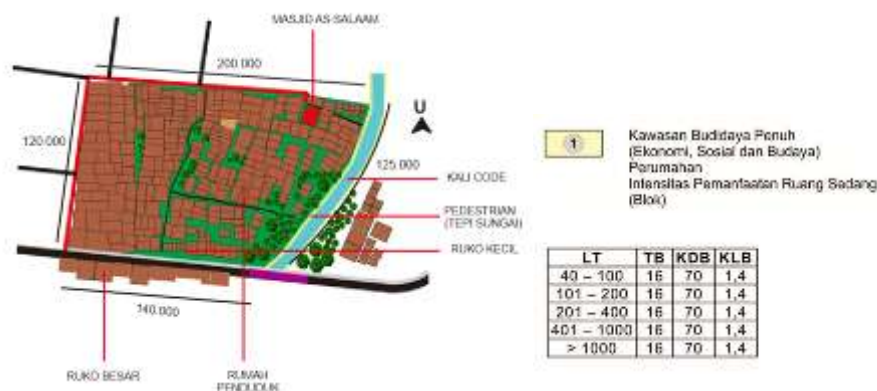 MASJID AS-SALAAM
200.000
120.000
U
125.000
KALI CODE
PEDESTRIAN
(TEPI SUNGAI)
RUKO KECIL
140.000
RUKO BESAR
RUMAH
PENDUDUK
1
Kawasan Budidaya Penuh
(Ekonomi, Sosial dan Budaya)
Perumahan
Intensitas Pemanfaatan Ruang Sedang
(Blok)
LT TB KDB KLB
40 – 100 16 70 1,4
101 – 200 16 70 1,4
201 – 400 16 70 1,4
401 – 1000 16 70 1,4
> 1000 16 70 1,4